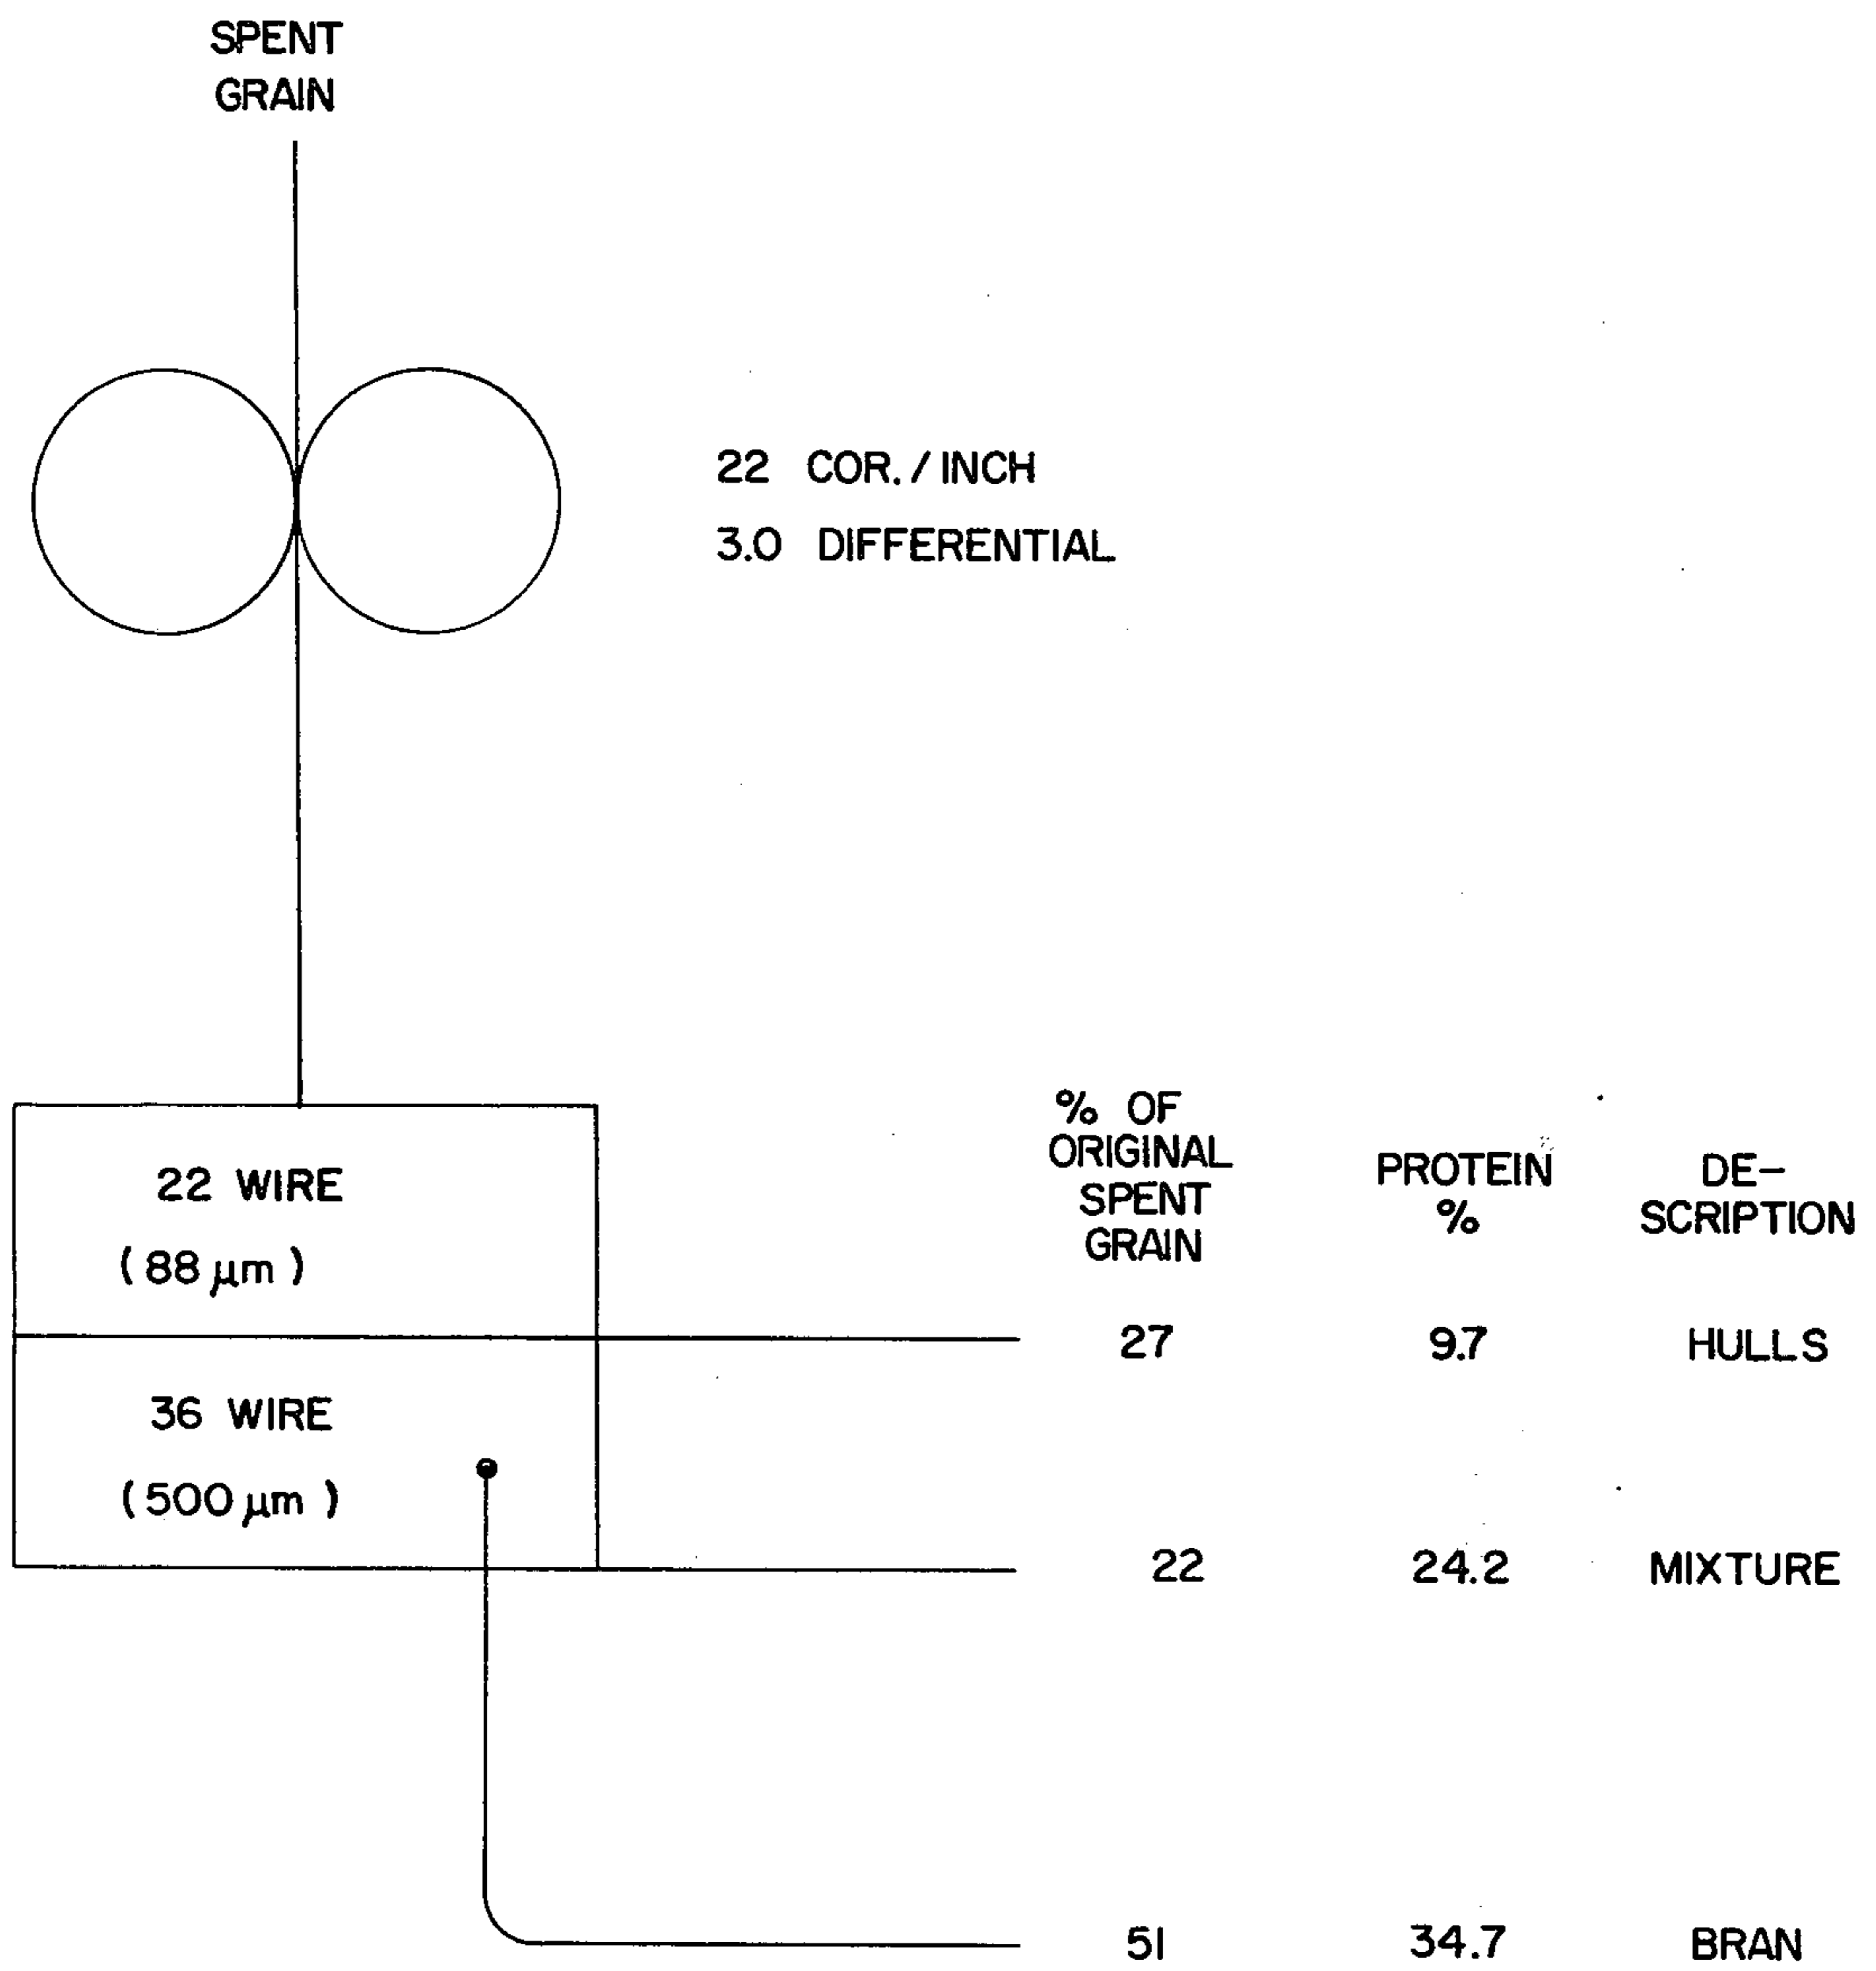 SPENT
GRAIN
22 COR./INCH
3.0 DIFFERENTIAL
22 WIRE
(88 µm)
36 WIRE
(500 µm)
% OF
ORIGINAL
SPENT
GRAIN
PROTEIN
%
DE-
SCRIPTION
27 9.7 HULLS
22 24.2 MIXTURE
51 34.7 BRAN